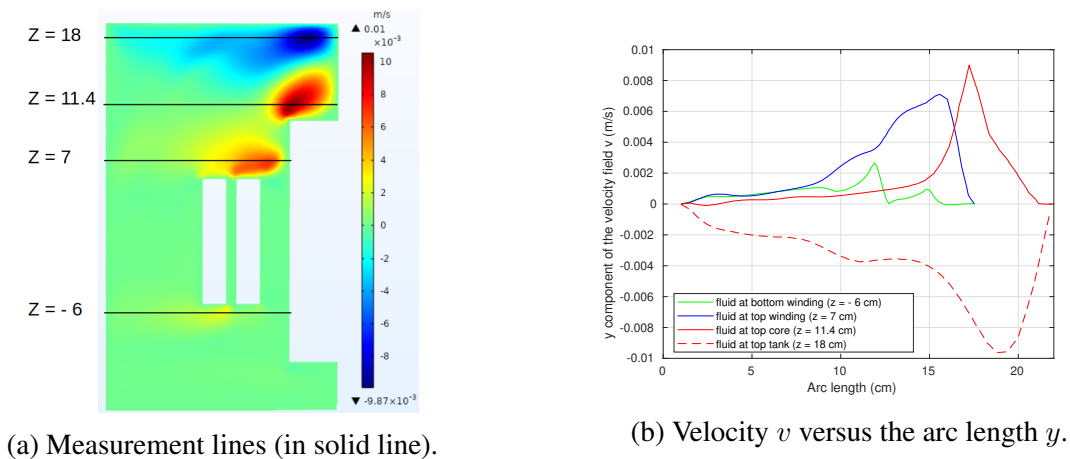 m/s
▲ 0.01
×10⁻³
Z = 18
10
8
Z = 11.4
6
4
Z = 7
2
0
-2
-4
Z = - 6
-6
-8
▼ -9.87×10⁻³
(a) Measurement lines (in solid line).
0.01
0.008
0.006
0.004
0.002
0
-0.002
-0.004
-0.006
-0.008
-0.01
y component of the velocity field v (m/s)
fluid at bottom winding (z = - 6 cm)
fluid at top winding (z = 7 cm)
fluid at top core (z = 11.4 cm)
fluid at top tank (z = 18 cm)
0 5 10 15 20
Arc length (cm)
(b) Velocity v versus the arc length y.